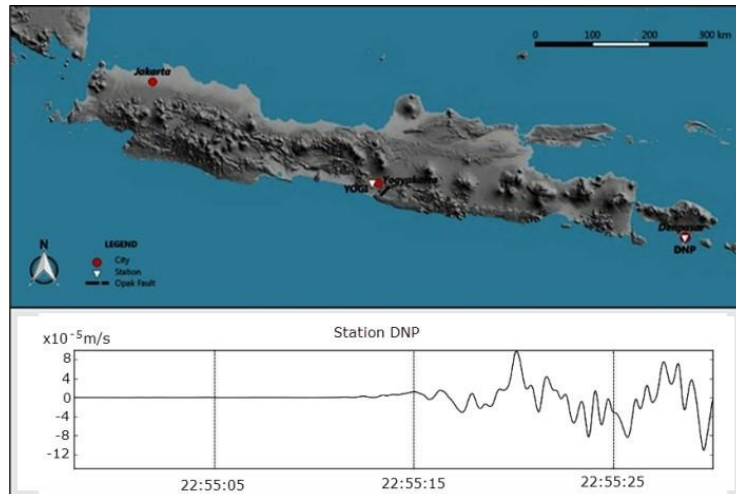 0 100 200 300 km
Jakarta
YOGI Yogyakarta
Denpasar
DNP
N
LEGEND
City
Station
Opak Fault
Station DNP
x10-5m/s
8
4
0
-4
-8
-12
22:55:05 22:55:15 22:55:25